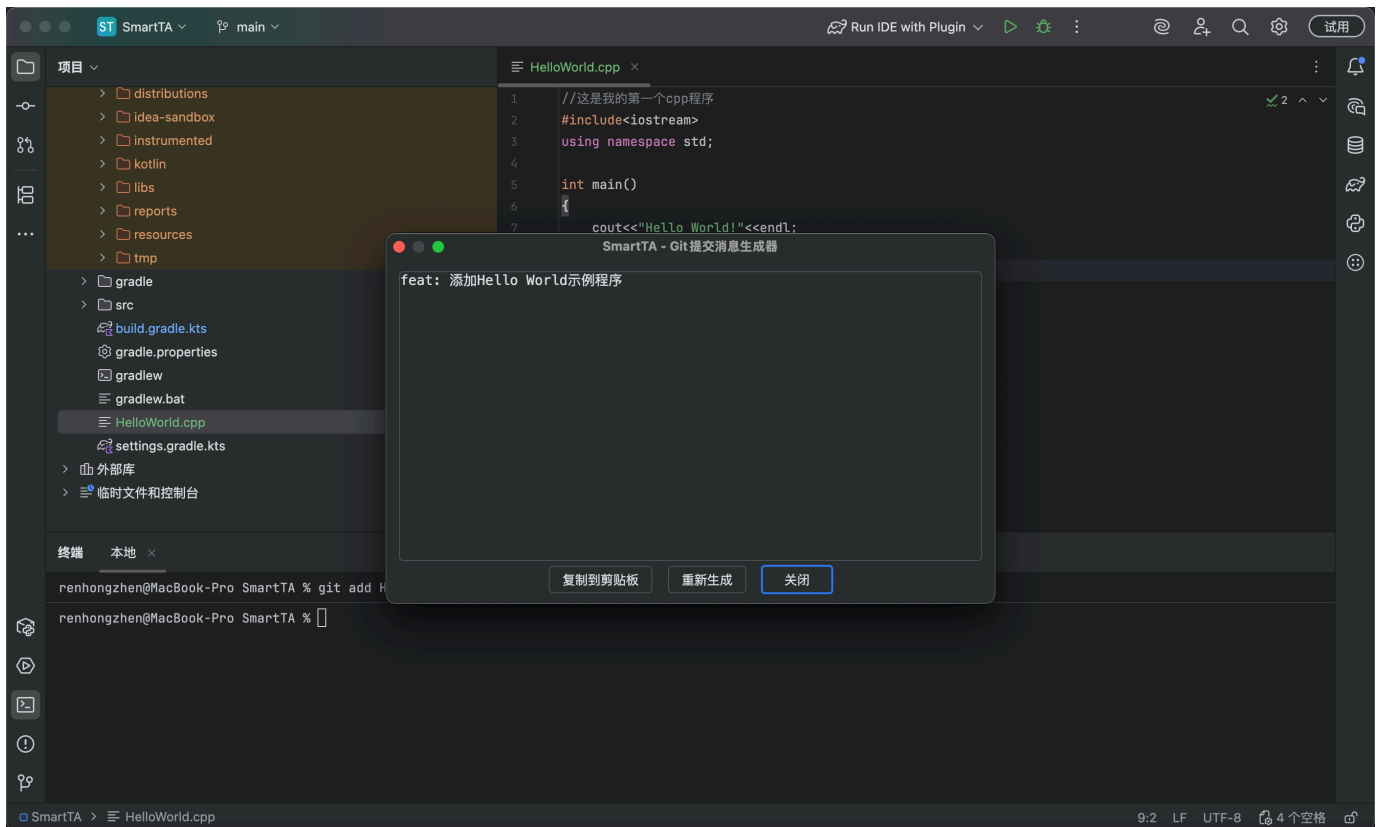 ST SmartTA main Run IDE with Plugin 试用
项目
distributions
idea-sandbox
instrumented
kotlin
libs
reports
resources
tmp
gradle
src
build.gradle.kts
gradle.properties
gradlew
gradlew.bat
HelloWorld.cpp
settings.gradle.kts
外部库
临时文件和控制台
HelloWorld.cpp
2
1 //这是我的第一个cpp程序
2 #include<iostream>
3 using namespace std;
4
5 int main()
6 {
7 cout<<"Hello World!"<<endl;
SmartTA - Git提交消息生成器
feat: 添加Hello World示例程序
复制到剪贴板 重新生成 关闭
终端 本地
renhongzhen@MacBook-Pro SmartTA % git add H
renhongzhen@MacBook-Pro SmartTA %
SmartTA > HelloWorld.cpp 9:2 LF UTF-8 4 个空格